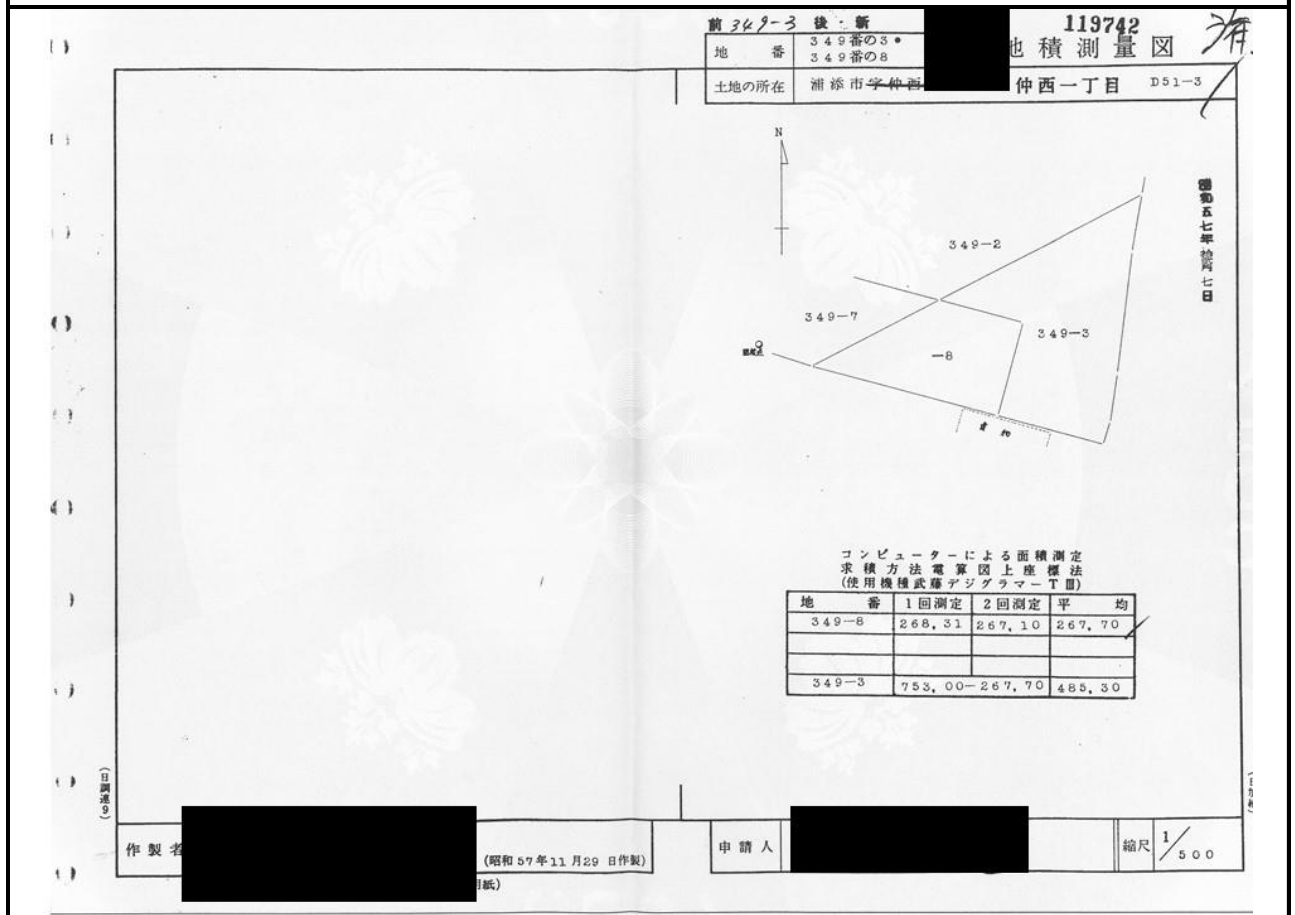 前 349-3 後・新
119742
地番
349番の3
349番の8
地積測量図
土地の所在
浦添市字仲西
仲西一丁目
D51-3
N
349-2
349-7
349-3
-8
コンピューターによる面積測定
求積方法電算図上座標法
(使用機種武藤デジグラマーTⅢ)
地番 1回測定 2回測定 平均
349-8 268,31 267,10 267,70
349-3 753,00-267,70 485,30
(日調連9)
作製者
(昭和57年11月29日作製)
用紙)
申請人
縮尺
1/500